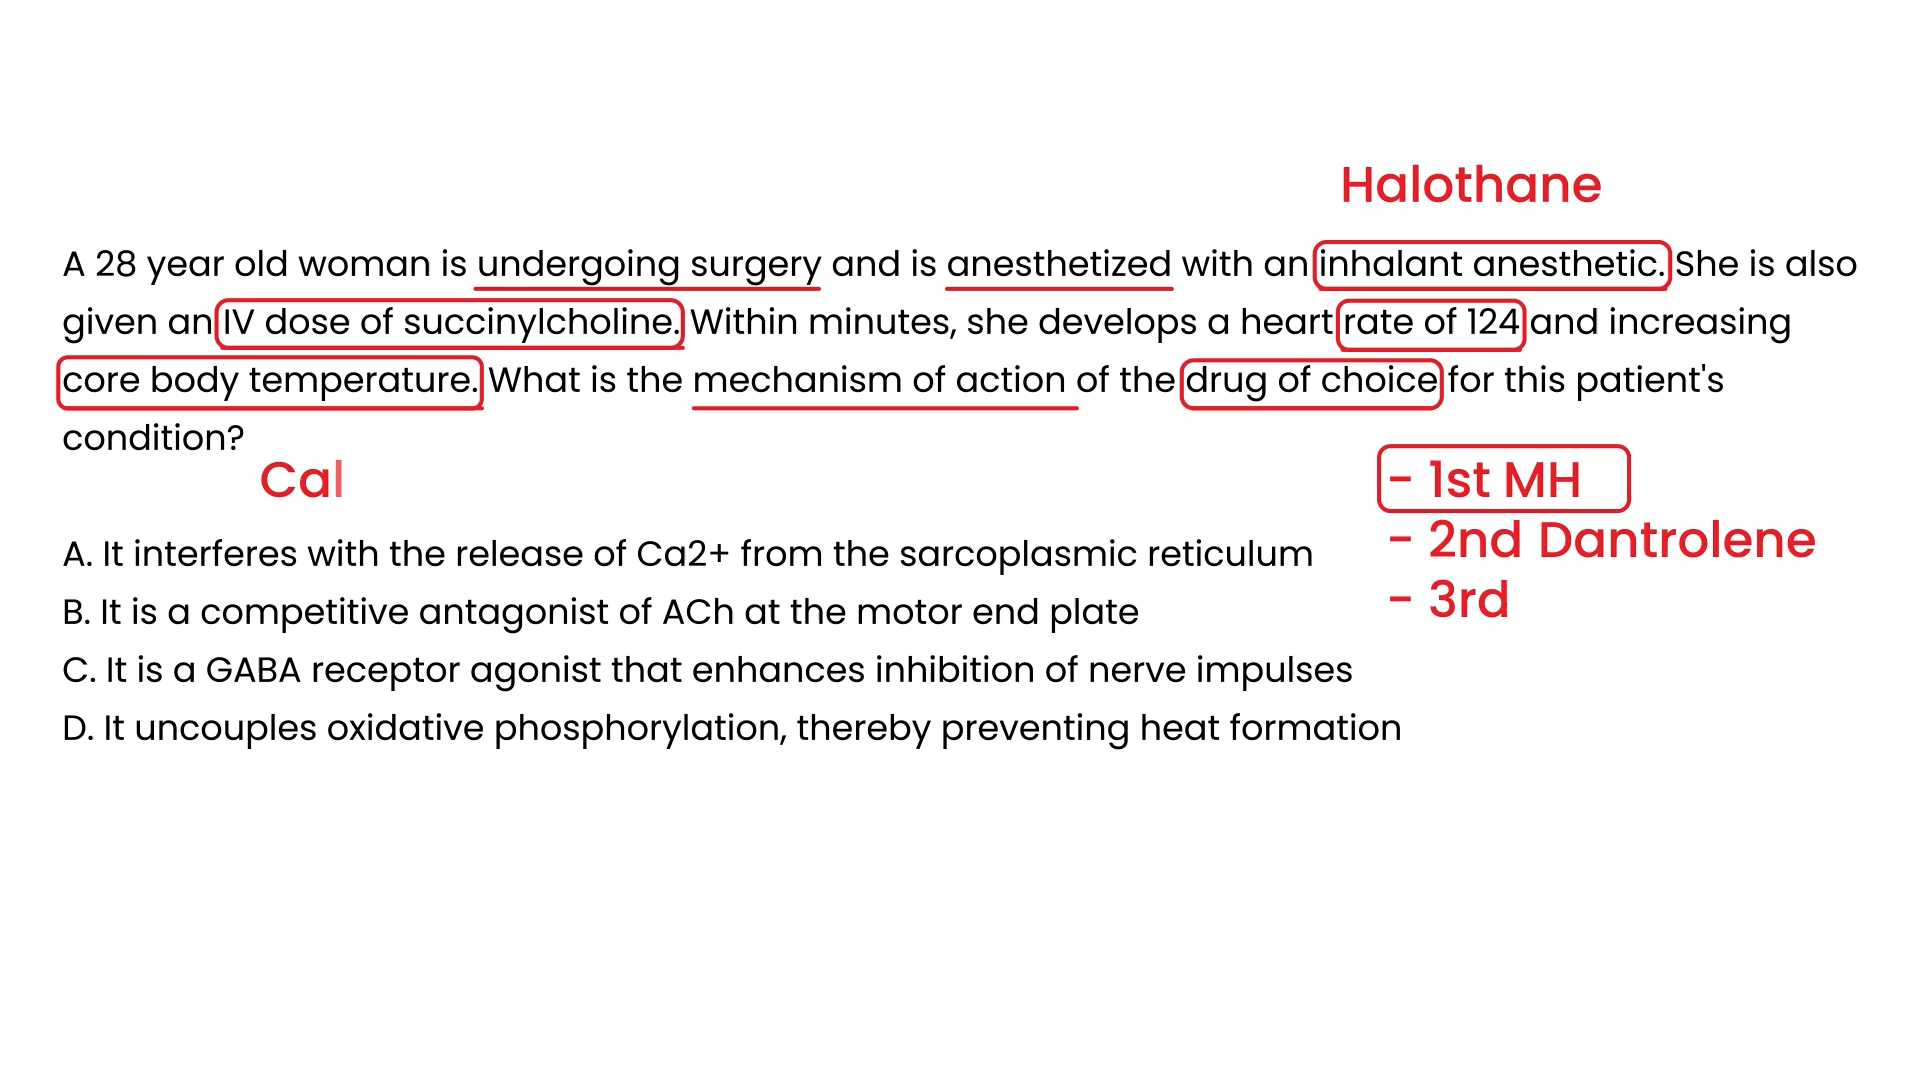 Halothane
A 28 year old woman is undergoing surgery and is anesthetized with an inhalant anesthetic. She is also
given an IV dose of succinylcholine. Within minutes, she develops a heart rate of 124 and increasing
core body temperature. What is the mechanism of action of the drug of choice for this patient's
condition?
Cal
- 1st MH
- 2nd Dantrolene
- 3rd
A. It interferes with the release of Ca2+ from the sarcoplasmic reticulum
B. It is a competitive antagonist of ACh at the motor end plate
C. It is a GABA receptor agonist that enhances inhibition of nerve impulses
D. It uncouples oxidative phosphorylation, thereby preventing heat formation